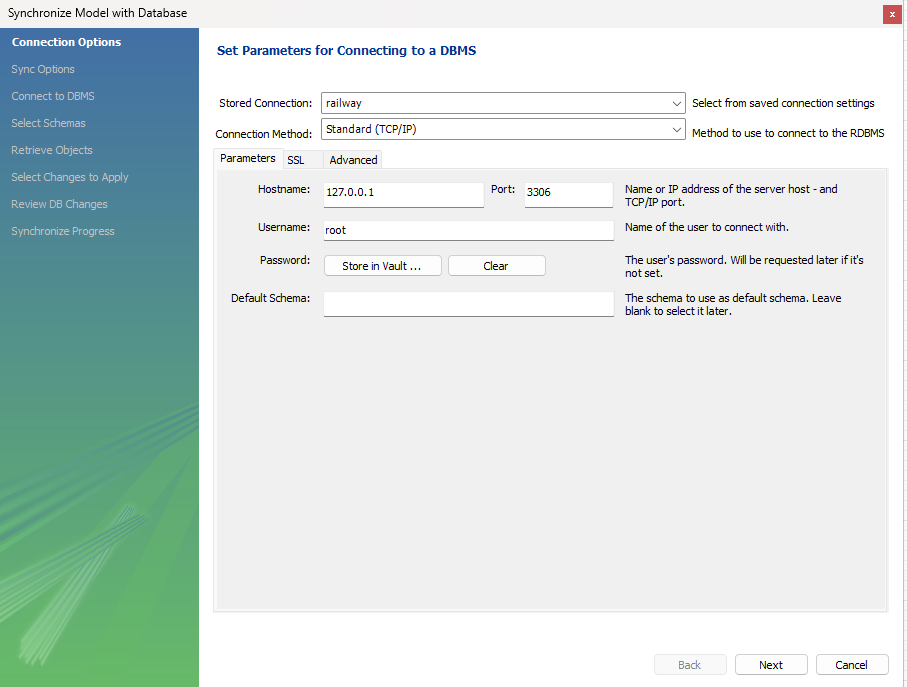 Synchronize Model with Database
x
Connection Options
Sync Options
Connect to DBMS
Select Schemas
Retrieve Objects
Select Changes to Apply
Review DB Changes
Synchronize Progress
Set Parameters for Connecting to a DBMS
Stored Connection: railway Select from saved connection settings
Connection Method: Standard (TCP/IP) Method to use to connect to the RDBMS
Parameters SSL Advanced
Hostname: 127.0.0.1 Port: 3306 Name or IP address of the server host - and
TCP/IP port.
Username: root Name of the user to connect with.
Password: Store in Vault ... Clear The user's password. Will be requested later if it's
not set.
Default Schema: The schema to use as default schema. Leave
blank to select it later.
Back Next Cancel